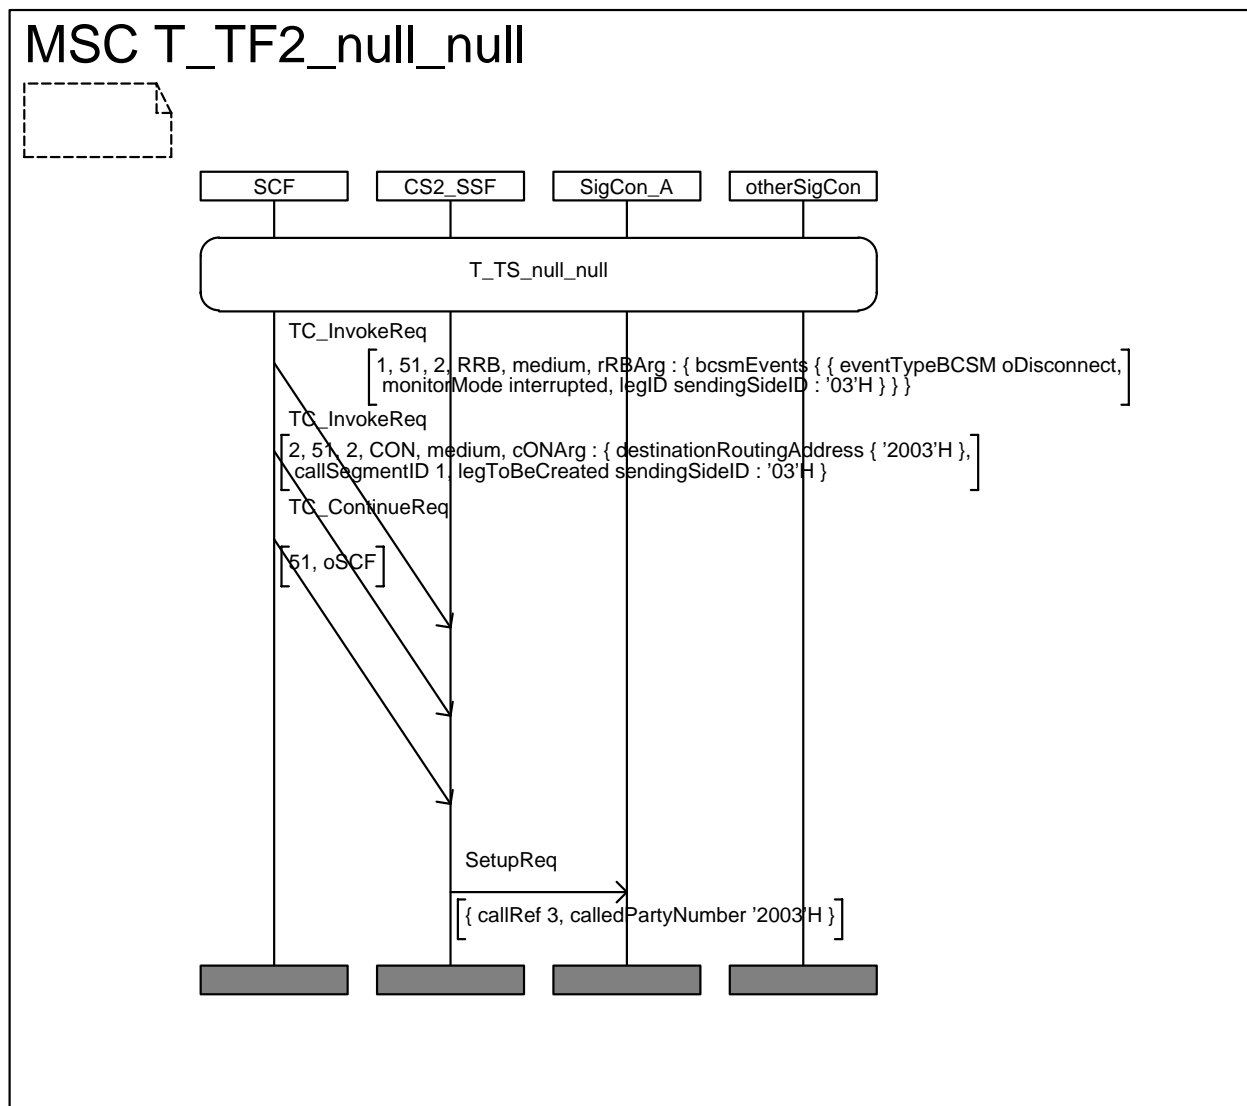 MSC T_TF2_null_null
SCF
CS2_SSF
SigCon_A
otherSigCon
T_TS_null_null
TC_InvokeReq
1, 51, 2, RRB, medium, rRBArg : { bcsmEvents { { eventTypeBCSM oDisconnect,
monitorMode interrupted, legID sendingSideID : '03'H } } }
TC_InvokeReq
2, 51, 2, CON, medium, cONArg : { destinationRoutingAddress { '2003'H },
callSegmentID 1, legToBeCreated sendingSideID : '03'H }
TC_ContinueReq
51, oSCF
SetupReq
{ callRef 3, calledPartyNumber '2003'H }